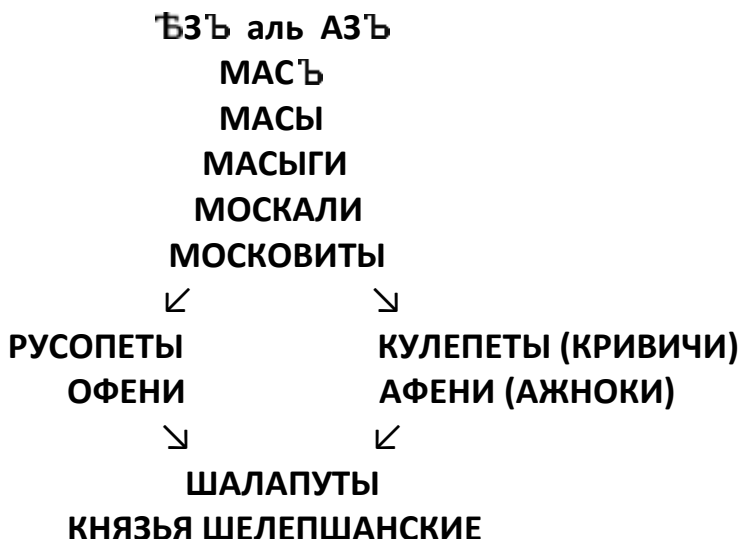 ѢЗЪ аль АЗЪ
МАСЪ
МАСЫ
МАСЫГИ
МОСКАЛИ
МОСКОВИТЫ
↙ ↘
РУСОПЕТЫ КУЛЕПЕТЫ (КРИВИЧИ)
ОФЕНИ АФЕНИ (АЖНОКИ)
↘ ↙
ШАЛАПУТЫ
КНЯЗЬЯ ШЕЛЕПШАНСКИЕ